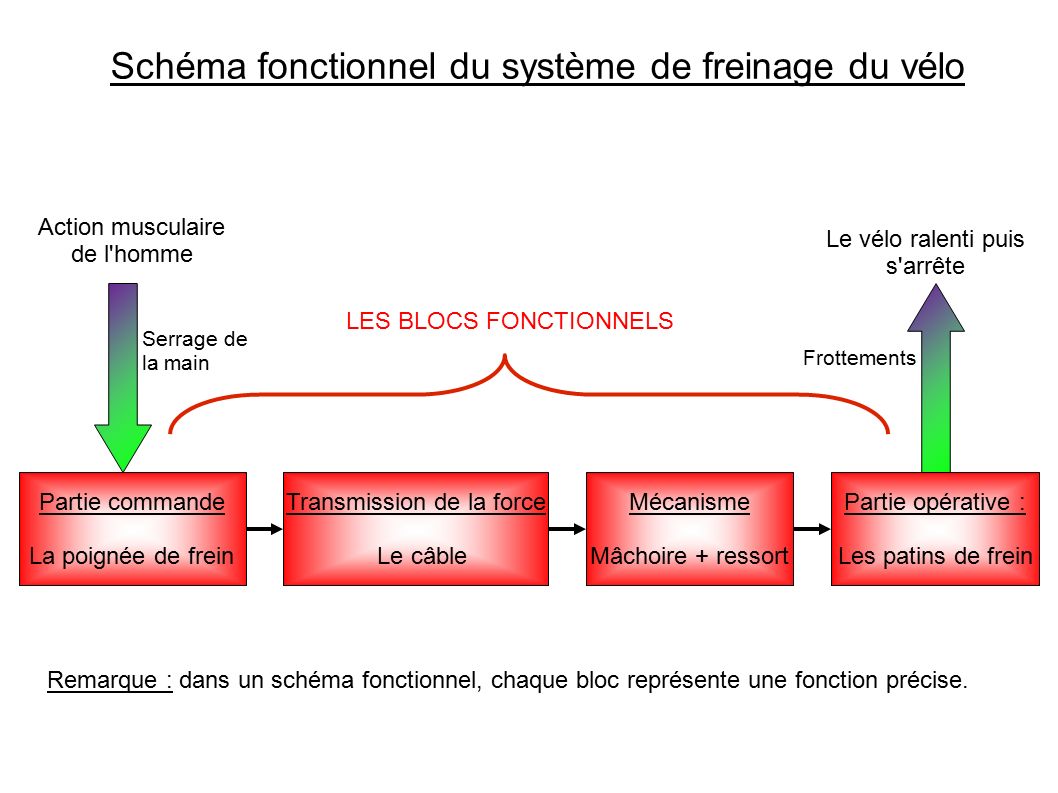 Schéma fonctionnel du système de freinage du vélo
Action musculaire
de l'homme
Le vélo ralenti puis
s'arrête
LES BLOCS FONCTIONNELS
Serrage de
la main
Frottements
Partie commande
La poignée de frein
Transmission de la force
Le câble
Mécanisme
Mâchoire + ressort
Partie opérative :
Les patins de frein
Remarque : dans un schéma fonctionnel, chaque bloc représente une fonction précise.